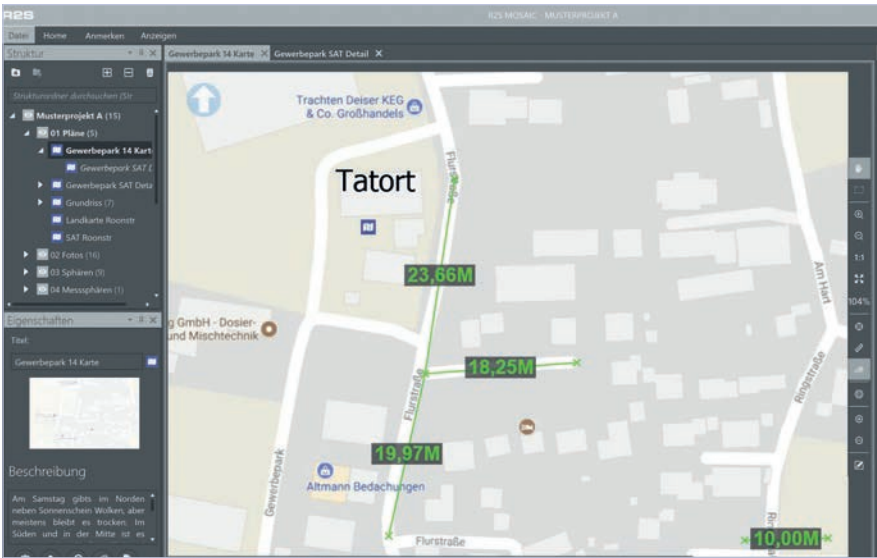 R2S
R2S MOSAIC - MUSTERPROJEKT A
Datei Home Anmerken Anzeigen
Struktur
Strukturordner durchsuchen (Str
Musterprojekt A (15)
01 Pläne (5)
Gewerbepark 14 Kart
Gewerbepark SAT D
Gewerbepark SAT Deta
Grundriss (7)
Landkarte Roonstr
SAT Roonstr
02 Fotos (16)
03 Sphären (9)
04 Messsphären (1)
Eigenschaften
Titel:
Gewerbepark 14 Karte
Beschreibung
Am Samstag gibts im Norden
neben Sonnenschein Wolken, aber
meistens bleibt es trocken. Im
Süden und in der Mitte ist es
Gewerbepark 14 Karte
Gewerbepark SAT Detail
Trachten Deiser KEG
& Co. Großhandels
Flurstraße
Tatort
23,66M
g GmbH - Dosier-
und Mischtechnik
18,25M
Flurstraße
19,97M
Altmann Bedachungen
Gewerbepark
Flurstraße
Am Hart
Ringstraße
Ring
10,00M
1:1
104%